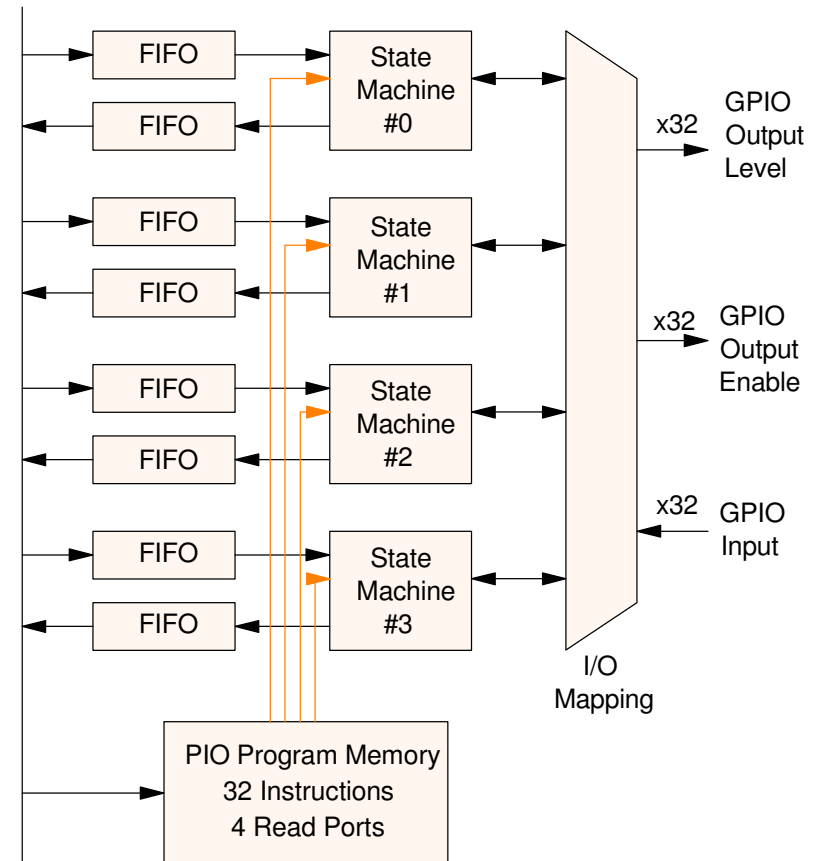 FIFO
FIFO
State
Machine
#0
FIFO
FIFO
State
Machine
#1
FIFO
FIFO
State
Machine
#2
FIFO
FIFO
State
Machine
#3
x32
GPIO
Output
Level
x32
GPIO
Output
Enable
x32
GPIO
Input
I/O
Mapping
PIO Program Memory
32 Instructions
4 Read Ports